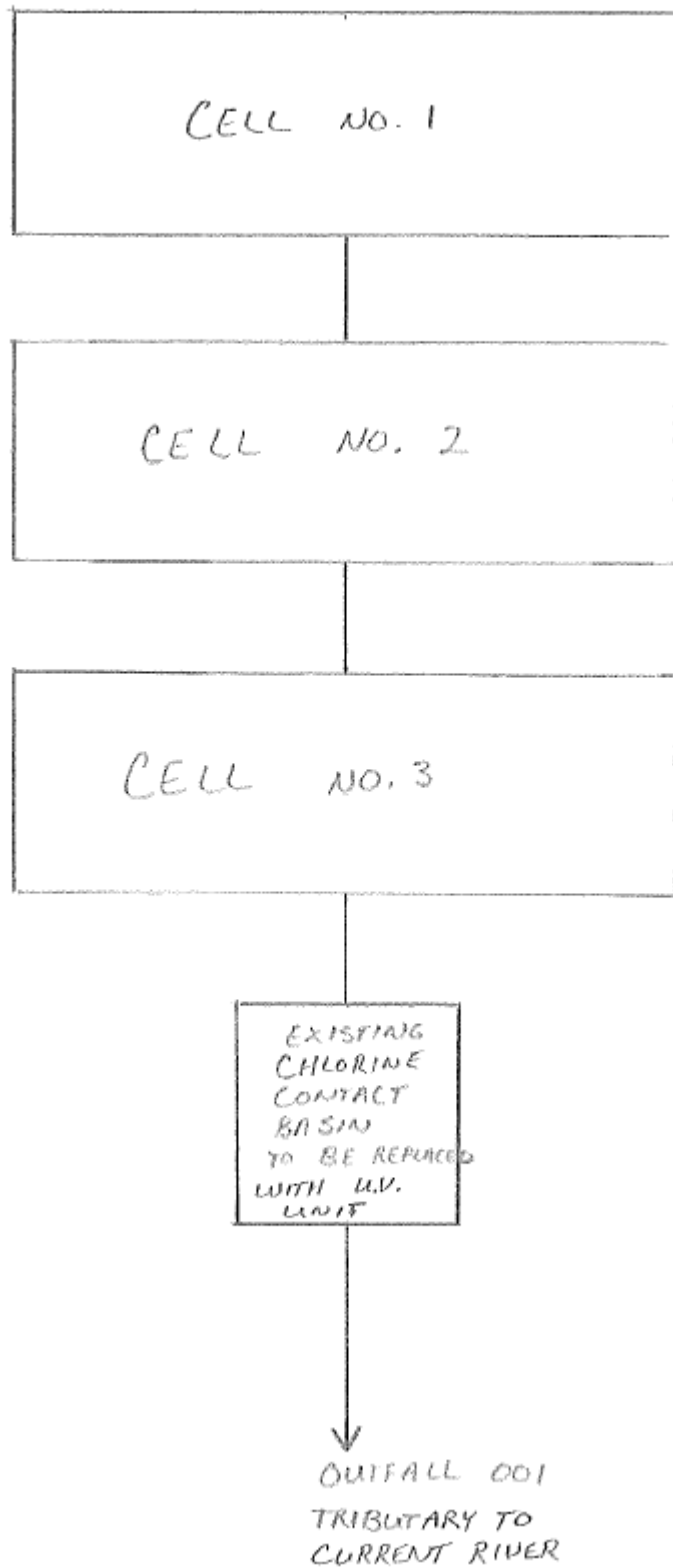 CELL NO. 1
CELL NO. 2
CELL NO. 3
EXISTING
CHLORINE
CONTACT
BASIN
TO BE REPLACED
WITH U.V.
UNIT
OUTFALL 001
TRIBUTARY TO
CURRENT RIVER